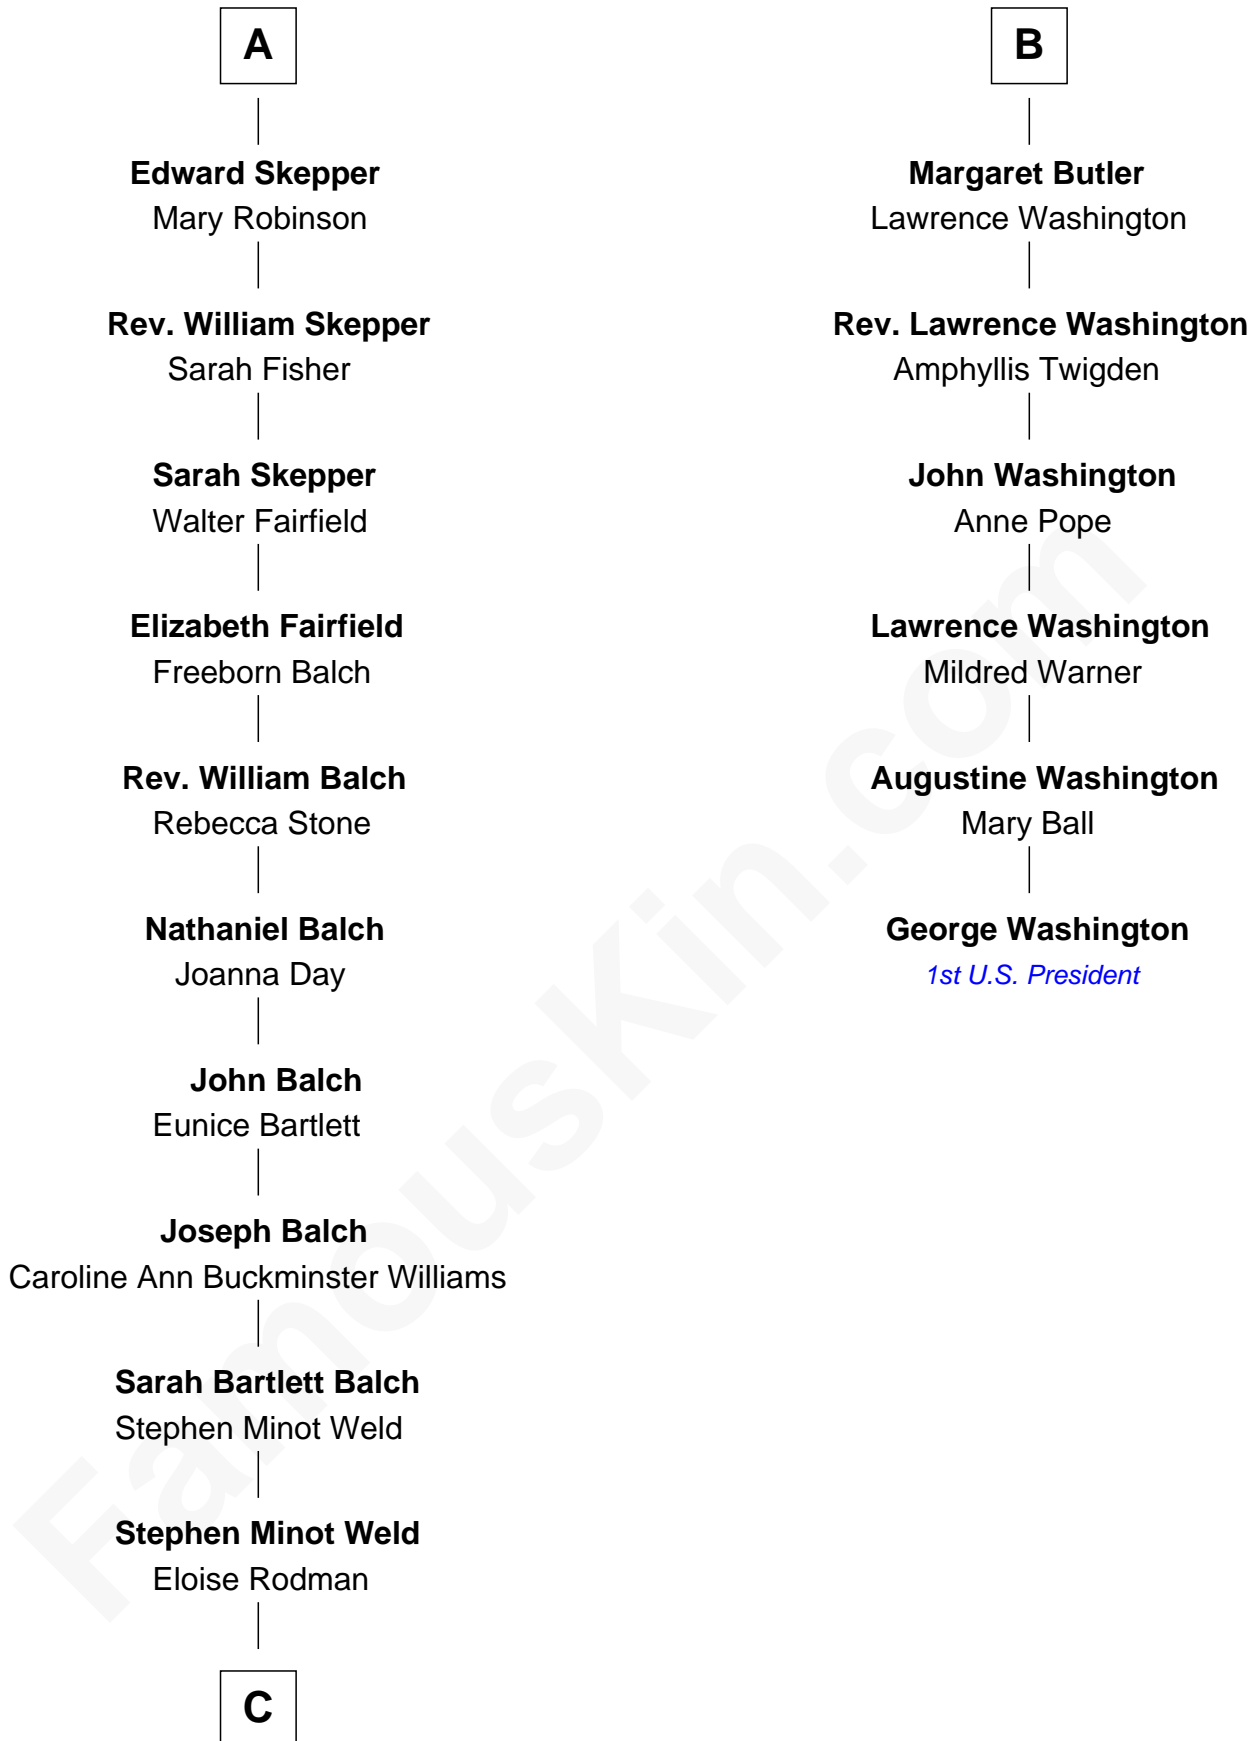 A
Edward Skepper
Mary Robinson
Rev. William Skepper
Sarah Fisher
Sarah Skepper
Walter Fairfield
Elizabeth Fairfield
Freeborn Balch
Rev. William Balch
Rebecca Stone
Nathaniel Balch
Joanna Day
John Balch
Eunice Bartlett
Joseph Balch
Caroline Ann Buckminster Williams
Sarah Bartlett Balch
Stephen Minot Weld
Stephen Minot Weld
Eloise Rodman
C
B
Margaret Butler
Lawrence Washington
Rev. Lawrence Washington
Amphyllis Twigden
John Washington
Anne Pope
Lawrence Washington
Mildred Warner
Augustine Washington
Mary Ball
George Washington
1st U.S. President
FamousKin.com